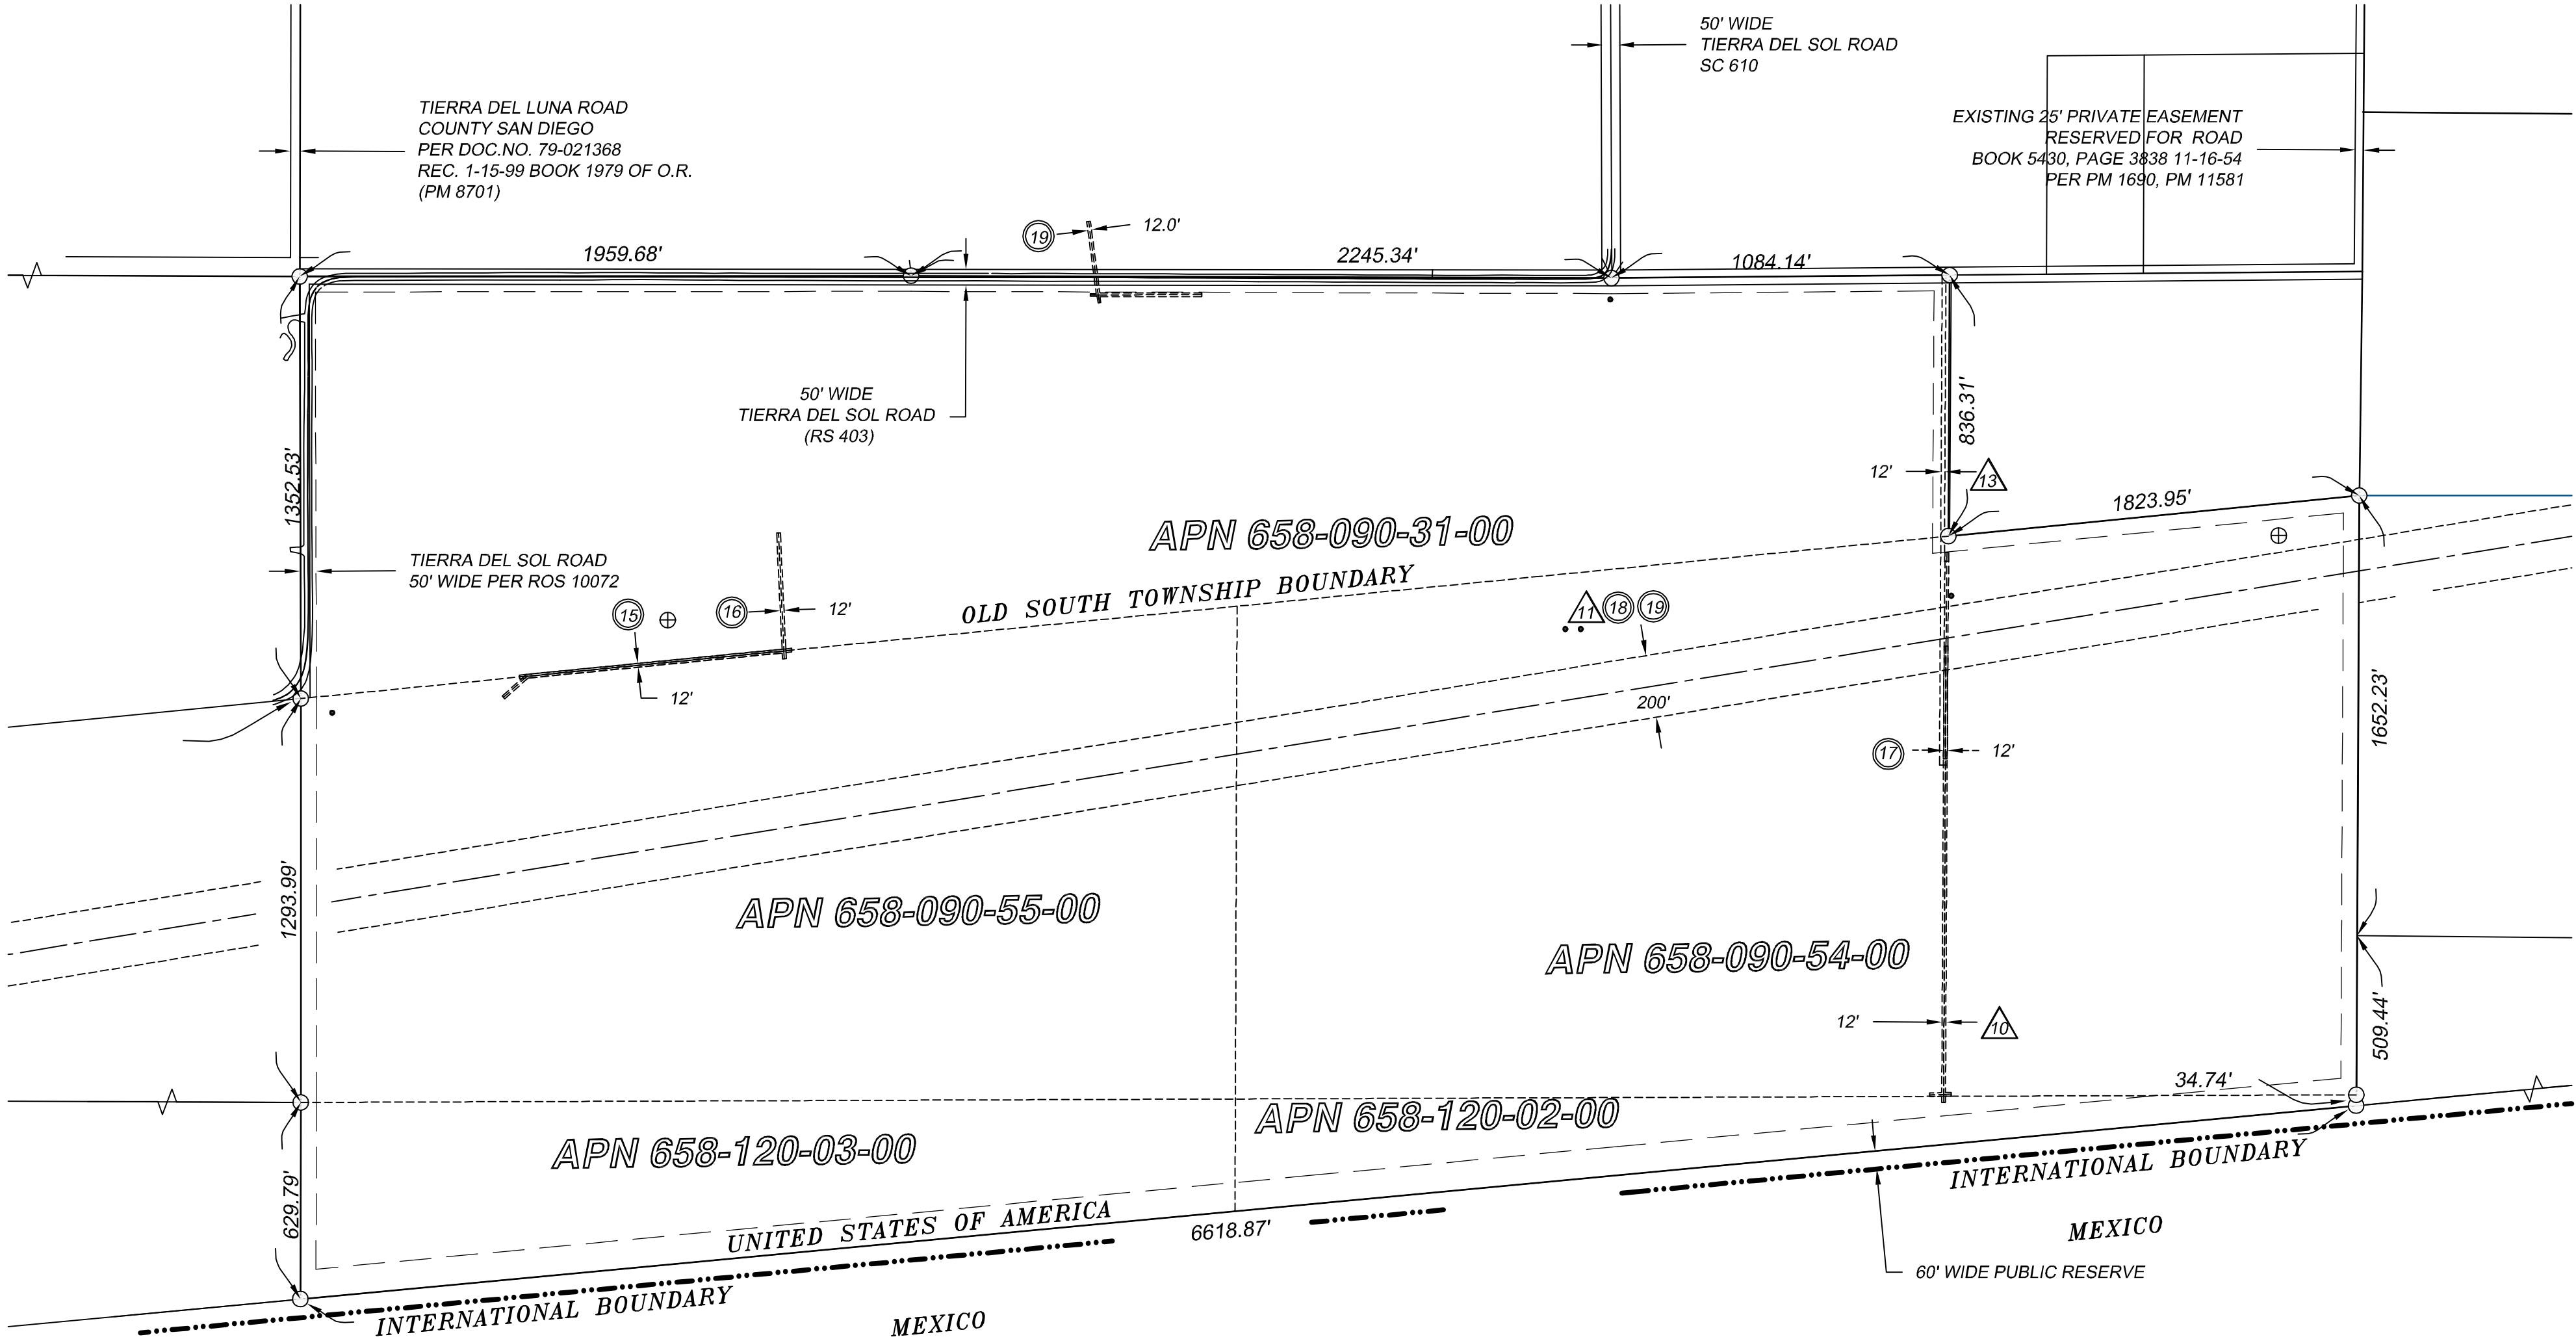 50' WIDE
TIERRA DEL SOL ROAD
SC 610
TIERRA DEL LUNA ROAD
COUNTY SAN DIEGO
PER DOC.NO. 79-021368
REC. 1-15-99 BOOK 1979 OF O.R.
(PM 8701)
EXISTING 25' PRIVATE EASEMENT
RESERVED FOR ROAD
BOOK 5430, PAGE 3838 11-16-54
PER PM 1690, PM 11581
19
12.0'
1959.68'
2245.34'
1084.14'
50' WIDE
TIERRA DEL SOL ROAD
(RS 403)
836.31'
1352.53'
12'
13
1823.95'
APN 658-090-31-00
TIERRA DEL SOL ROAD
50' WIDE PER ROS 10072
OLD SOUTH TOWNSHIP BOUNDARY
15
16
12'
11
18
19
12'
200'
1652.23'
17
12'
1293.99'
APN 658-090-55-00
APN 658-090-54-00
12'
10
509.44'
34.74'
APN 658-120-02-00
APN 658-120-03-00
629.79'
INTERNATIONAL BOUNDARY
UNITED STATES OF AMERICA
6618.87'
MEXICO
60' WIDE PUBLIC RESERVE
INTERNATIONAL BOUNDARY
MEXICO